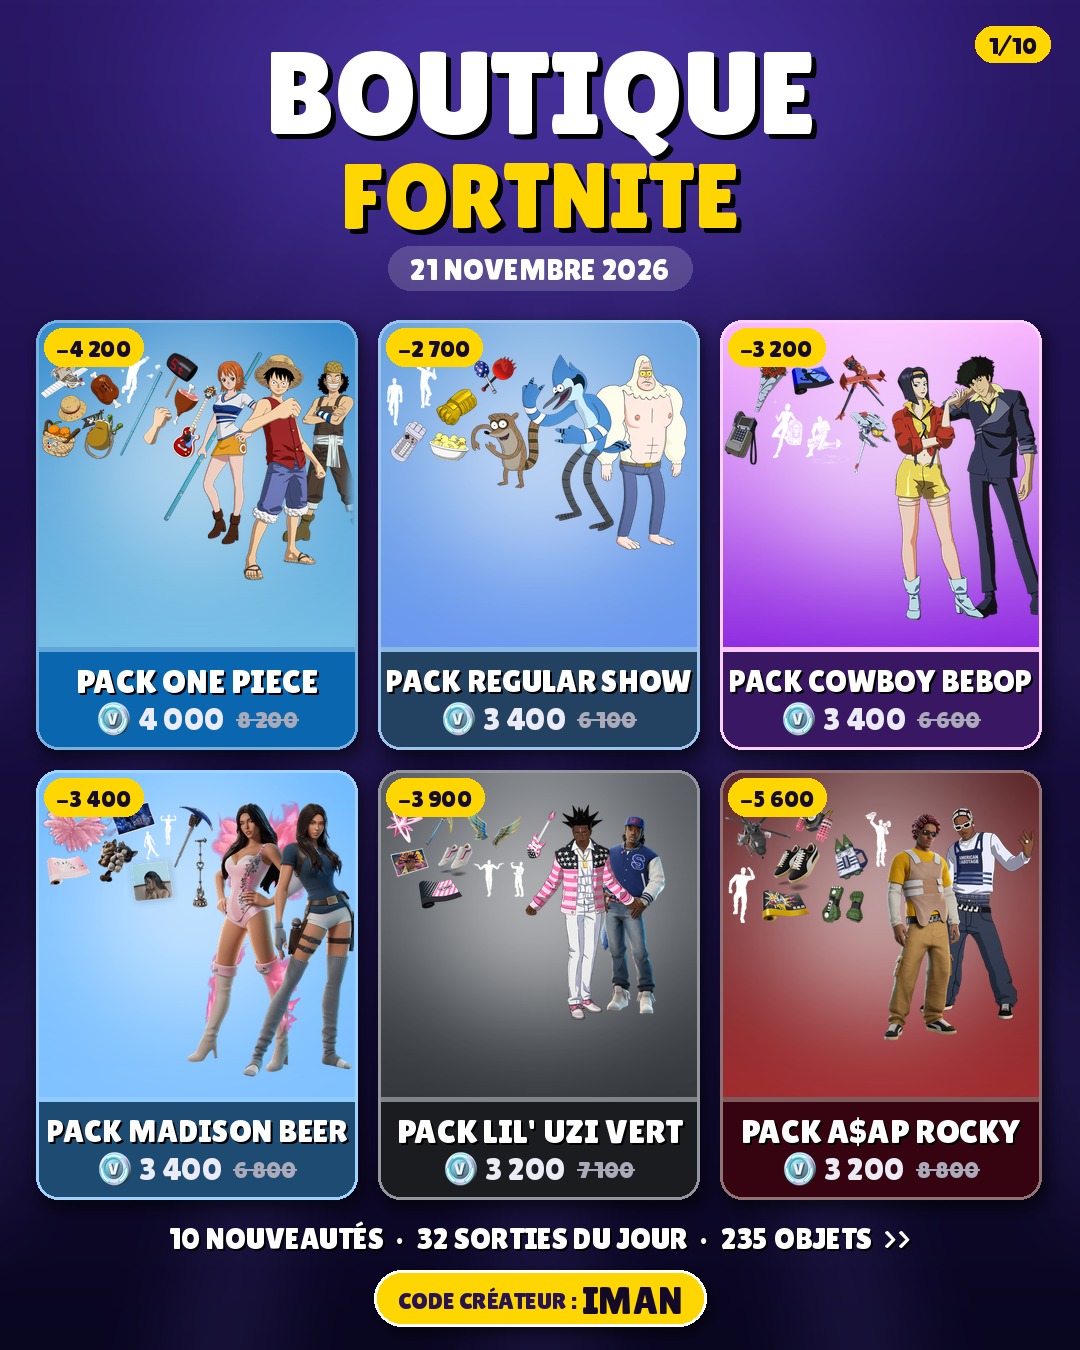 1/10
BOUTIQUE
FORTNITE
21 NOVEMBRE 2026
-4 200
-2 700
-3 200
PACK ONE PIECE
4 000 8 200
PACK REGULAR SHOW
3 400 6 100
PACK COWBOY BEBOP
3 400 6 600
-3 400
-3 900
-5 600
AMERICAN
SABOTAGE
PACK MADISON BEER
3 400 6 800
PACK LIL' UZI VERT
3 200 7 100
PACK A$AP ROCKY
3 200 8 800
10 NOUVEAUTÉS · 32 SORTIES DU JOUR · 235 OBJETS >>
CODE CRÉATEUR : IMAN